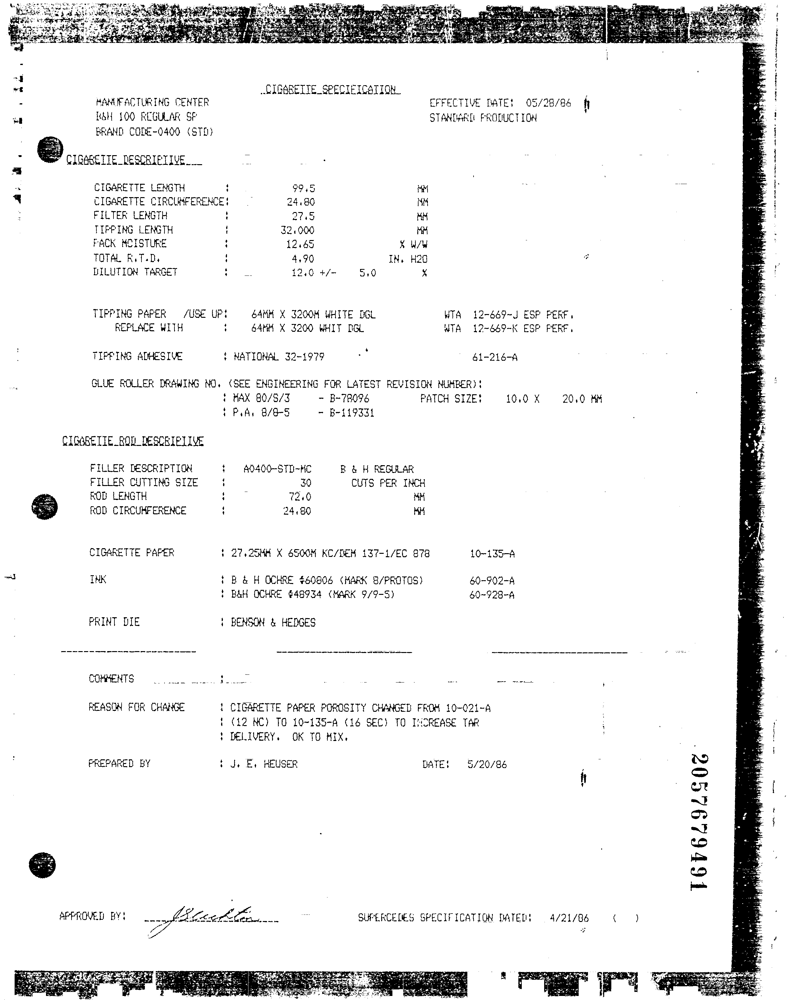 CIGARETTE SPECIFICATION
MANUFACTURING CENTER EFFECTIVE DATE: 05/28/86
B&H 100 REGULAR SP STANDARD PRODUCTION
BRAND CODE-0400 (STD)
CIGARETTE DESCRIPTIVE
CIGARETTE LENGTH : 99.5 MM
CIGARETTE CIRCUMFERENCE: 24.80 MM
FILTER LENGTH : 27.5 MM
TIPPING LENGTH : 32.000 MM
PACK MOISTURE : 12.65 % W/W
TOTAL R.T.D. : 4.90 IN. H2O
DILUTION TARGET : 12.0 +/- 5.0 %
TIPPING PAPER /USE UP: 64MM X 3200M WHITE DGL WTA 12-669-J ESP PERF.
REPLACE WITH : 64MM X 3200 WHIT DGL WTA 12-669-K ESP PERF.
TIPPING ADHESIVE : NATIONAL 32-1979 61-216-A
GLUE ROLLER DRAWING NO. (SEE ENGINEERING FOR LATEST REVISION NUMBER):
: MAX 80/S/3 - B-78096 PATCH SIZE: 10.0 X 20.0 MM
: P.A. 8/8-5 - B-119331
CIGARETTE ROD DESCRIPTIVE
FILLER DESCRIPTION : A0400-STD-MC B & H REGULAR
FILLER CUTTING SIZE : 30 CUTS PER INCH
ROD LENGTH : 72.0 MM
ROD CIRCUMFERENCE : 24.80 MM
CIGARETTE PAPER : 27.25MM X 6500M KC/DEM 137-1/EC 878 10-135-A
INK : B & H OCHRE #60806 (MARK 8/PROTOS) 60-902-A
: B&H OCHRE #48934 (MARK 9/9-5) 60-928-A
PRINT DIE : BENSON & HEDGES
COMMENTS :
REASON FOR CHANGE : CIGARETTE PAPER POROSITY CHANGED FROM 10-021-A
: (12 NC) TO 10-135-A (16 SEC) TO INCREASE TAR
: DELIVERY. OK TO MIX.
PREPARED BY : J. E. HEUSER DATE: 5/20/86
2057679491
APPROVED BY: SUPERCEDES SPECIFICATION DATED: 4/21/86 ( )